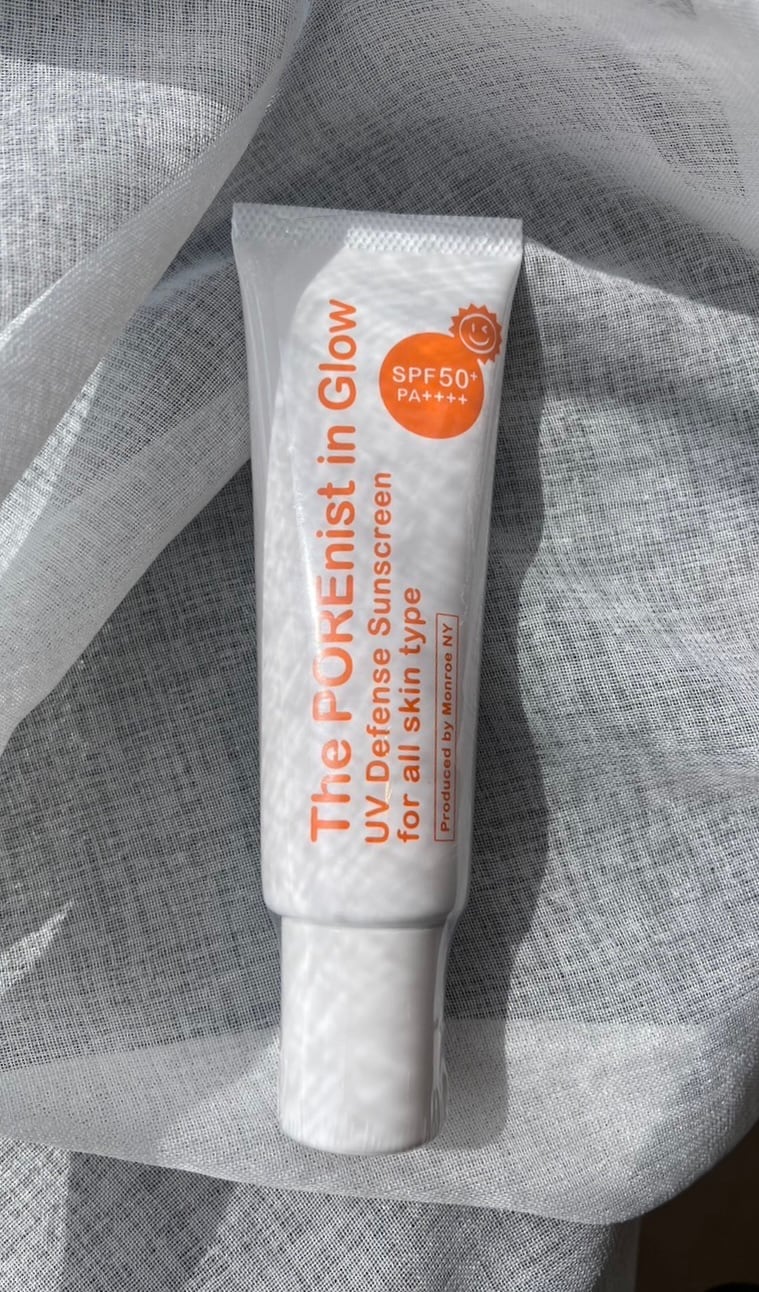 The POREnist in Glow
UV Defense Sunscreen
for all skin type
Produced by Monroe NY
SPF50+
PA++++